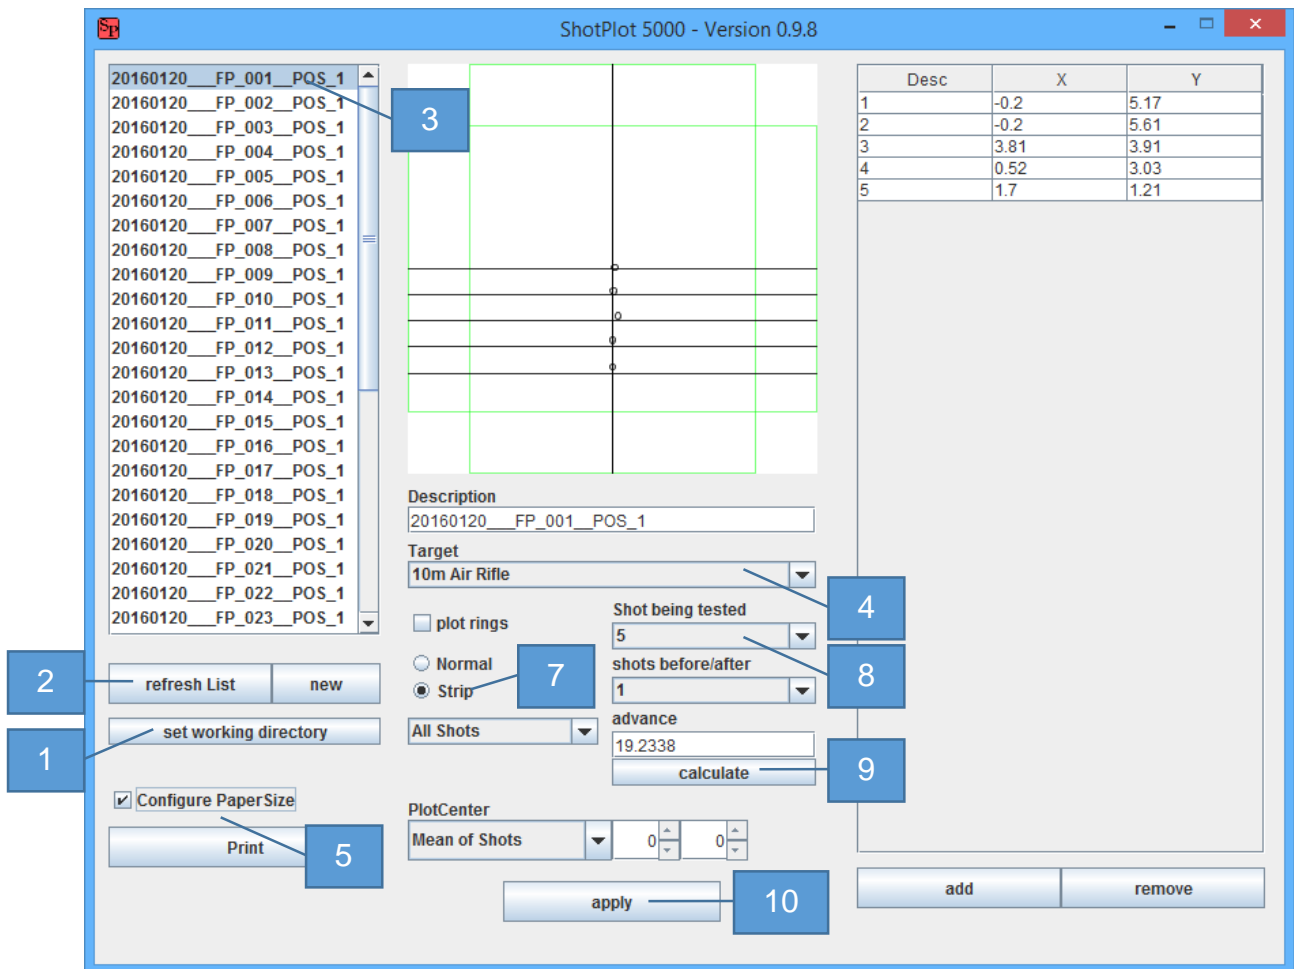 SP
ShotPlot 5000 - Version 0.9.8
20160120___FP_001__POS_1
20160120___FP_002__POS_1
20160120___FP_003__POS_1
20160120___FP_004__POS_1
20160120___FP_005__POS_1
20160120___FP_006__POS_1
20160120___FP_007__POS_1
20160120___FP_008__POS_1
20160120___FP_009__POS_1
20160120___FP_010__POS_1
20160120___FP_011__POS_1
20160120___FP_012__POS_1
20160120___FP_013__POS_1
20160120___FP_014__POS_1
20160120___FP_015__POS_1
20160120___FP_016__POS_1
20160120___FP_017__POS_1
20160120___FP_018__POS_1
20160120___FP_019__POS_1
20160120___FP_020__POS_1
20160120___FP_021__POS_1
20160120___FP_022__POS_1
20160120___FP_023__POS_1
3
2
refresh List new
1
set working directory
Configure PaperSize
Print
5
Description
20160120___FP_001__POS_1
Target
10m Air Rifle
4
plot rings
Normal
Strip
7
All Shots
Shot being tested
5
8
shots before/after
1
advance
19.2338
calculate
9
PlotCenter
Mean of Shots 0 0
apply
10
Desc X Y
1 -0.2 5.17
2 -0.2 5.61
3 3.81 3.91
4 0.52 3.03
5 1.7 1.21
add remove